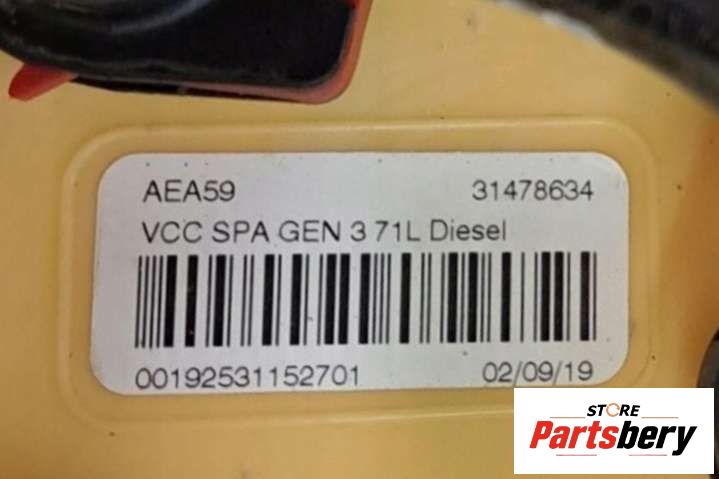 AEA59 31478634
VCC SPA GEN 3 71L Diesel
00192531152701 02/09/19
STORE
Partsbery